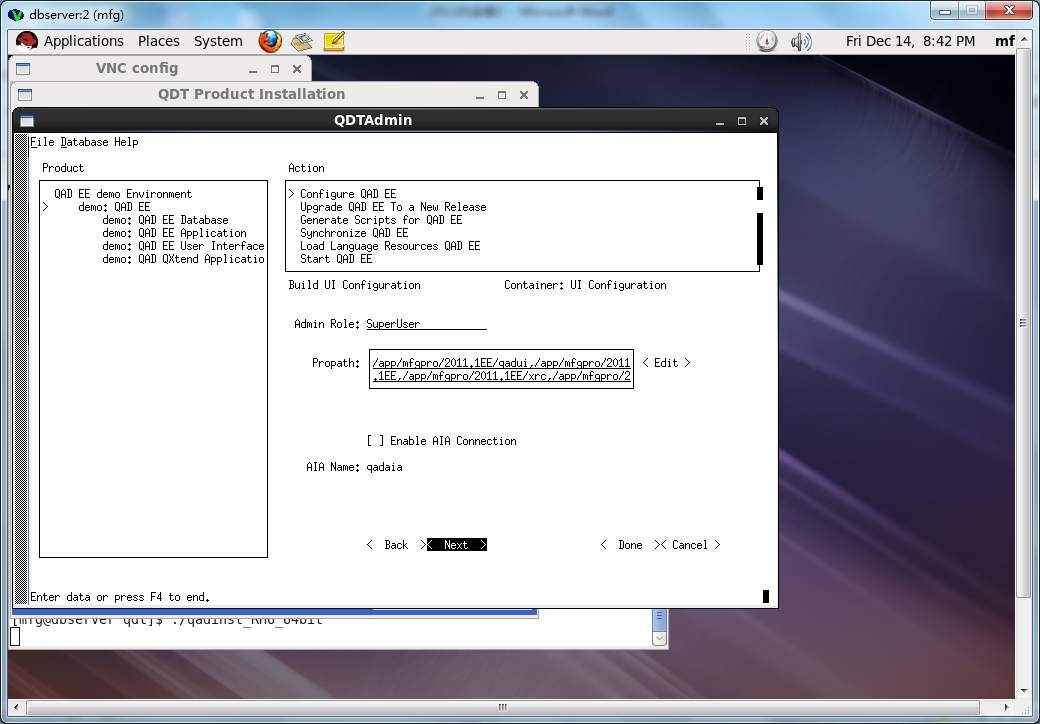 dbserver:2 (mfg)
Applications Places System
Fri Dec 14, 8:42 PM mf
VNC config
QDT Product Installation
QDTAdmin
File Database Help
Product
QAD EE demo Environment
> demo: QAD EE
demo: QAD EE Database
demo: QAD EE Application
demo: QAD EE User Interface
demo: QAD QXtend Applicatio
Action
> Configure QAD EE
Upgrade QAD EE To a New Release
Generate Scripts for QAD EE
Synchronize QAD EE
Load Language Resources QAD EE
Start QAD EE
Build UI Configuration Container: UI Configuration
Admin Role: SuperUser
Propath: /app/mfgpro/2011.1EE/qadui,/app/mfgpro/2011 < Edit >
.1EE,/app/mfgpro/2011.1EE/xrc,/app/mfgpro/2
[ ] Enable AIA Connection
AIA Name: qadaia
< Back >< Next > < Done >< Cancel >
Enter data or press F4 to end.
[mfg@dbserver qdt]$ ./qadinst_RH6_64bit